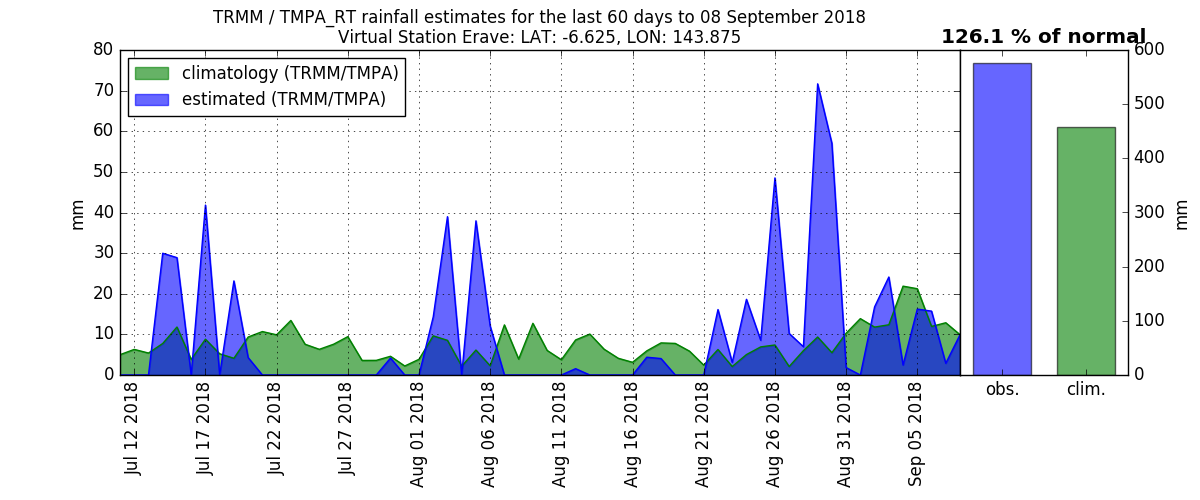 TRMM / TMPA_RT rainfall estimates for the last 60 days to 08 September 2018
Virtual Station Erave: LAT: -6.625, LON: 143.875
126.1 % of normal
climatology (TRMM/TMPA)
estimated (TRMM/TMPA)
mm
80
70
60
50
40
30
20
10
0
Jul 12 2018
Jul 17 2018
Jul 22 2018
Jul 27 2018
Aug 01 2018
Aug 06 2018
Aug 11 2018
Aug 16 2018
Aug 21 2018
Aug 26 2018
Aug 31 2018
Sep 05 2018
obs.
clim.
600
500
400
300
200
100
0
mm